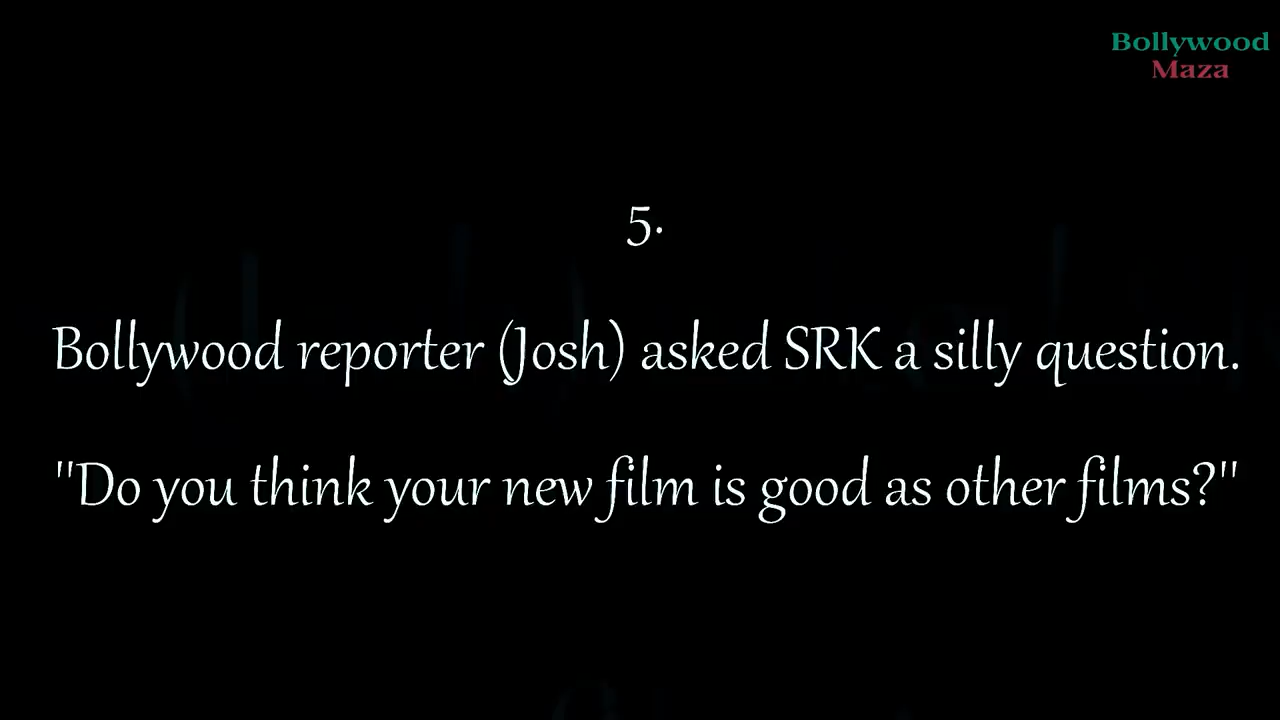 Bollywood
Maza
5.
Bollywood reporter (Josh) asked SRK a silly question.
"Do you think your new film is good as other films?"